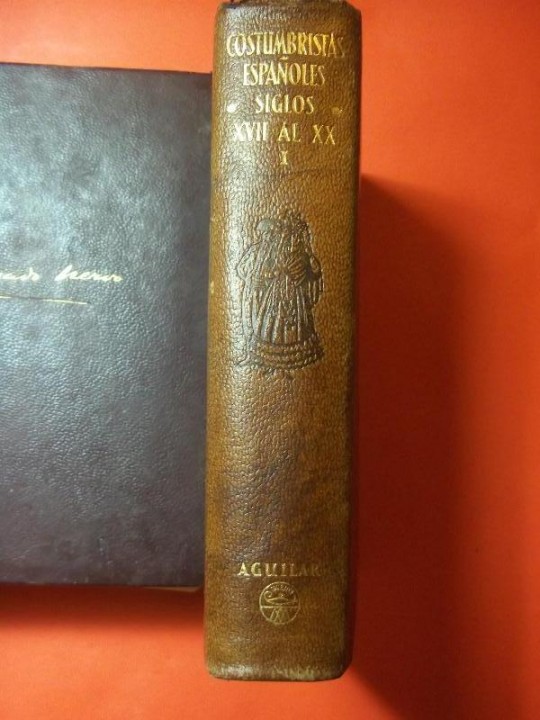 COSTUMBRISTAS
ESPAÑOLES
SIGLOS
XVII AL XX
I
AGUILAR